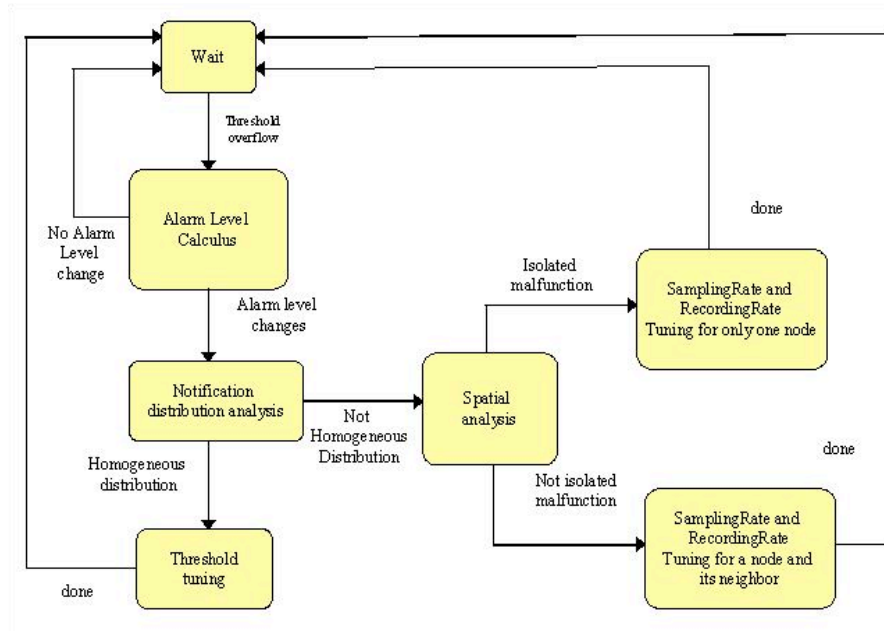 Wait
Threshold
overflow
Alarm Level
Calculus
No Alarm
Level
change
done
Isolated
malfunction
SamplingRate and
RecordingRate
Tuning for only one node
Alarm level
changes
Notification
distribution analysis
Not
Homogeneous
Distribution
Spatial
analysis
Homogeneous
distribution
done
Not isolated
malfunction
SamplingRate and
RecordingRate
Tuning for a node and
its neighbor
Threshold
tuning
done